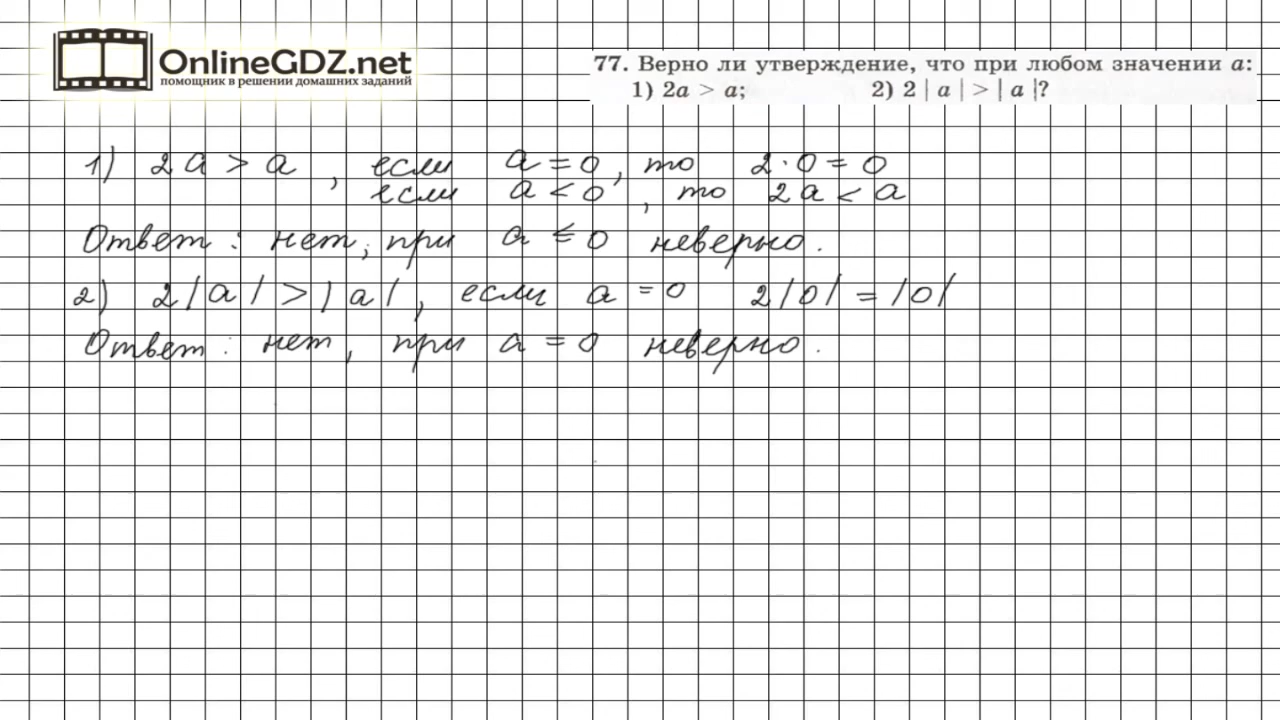 OnlineGDZ.net
помощник в решении домашних заданий
77. Верно ли утверждение, что при любом значении a:
1) 2a > a; 2) 2 | a | > | a |?
1) 2a > a , если a = 0, то 2·0 = 0
если a < 0 , то 2a < a
Ответ: нет, при a ≤ 0 неверно.
2) 2|a| > |a| , если a = 0 2|0| = |0|
Ответ: нет, при a = 0 неверно.